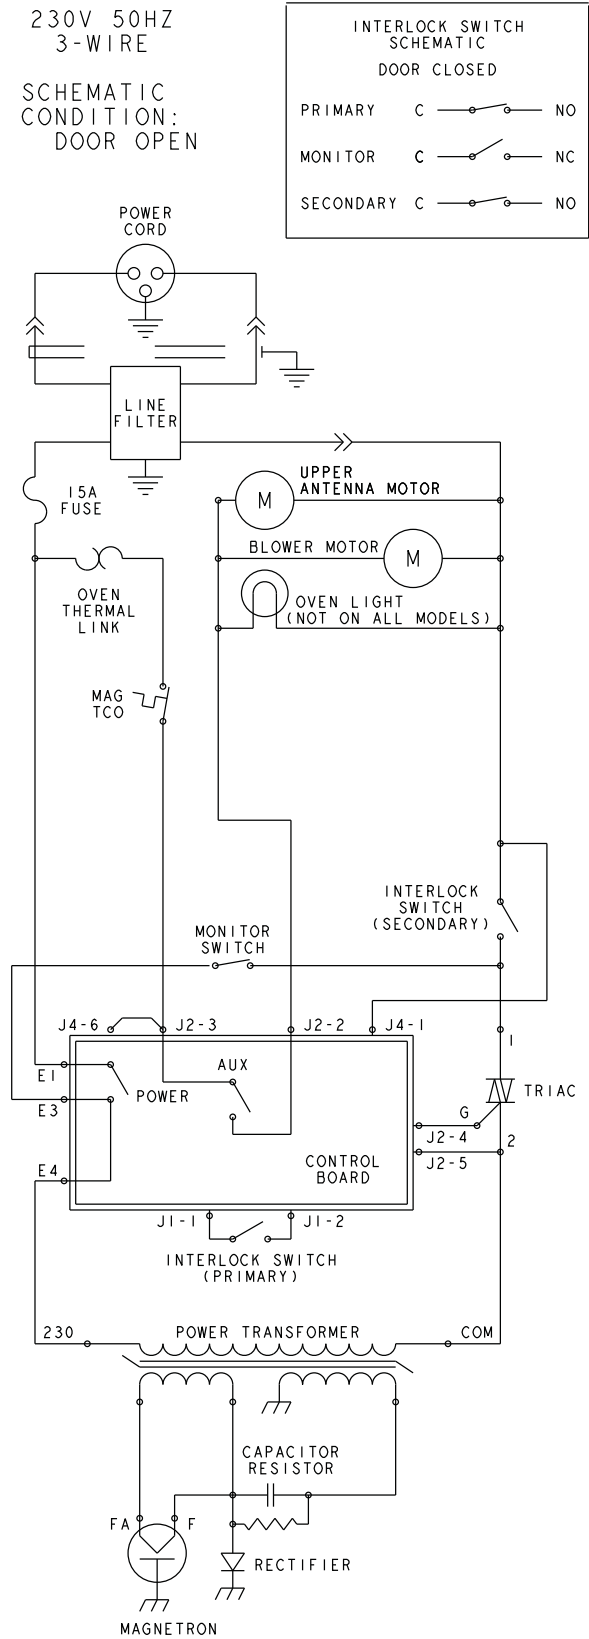 230V 50HZ
3-WIRE
SCHEMATIC
CONDITION:
DOOR OPEN
INTERLOCK SWITCH
SCHEMATIC
DOOR CLOSED
PRIMARY C NO
MONITOR C NC
SECONDARY C NO
POWER
CORD
LINE
FILTER
15A
FUSE
UPPER
ANTENNA MOTOR
M
BLOWER MOTOR
M
OVEN LIGHT
(NOT ON ALL MODELS)
OVEN
THERMAL
LINK
MAG
TCO
INTERLOCK
SWITCH
(SECONDARY)
MONITOR
SWITCH
J4-6
J2-3
J2-2
J4-1
1
E1
POWER
AUX
TRIAC
E3
G
J2-4
2
J2-5
E4
CONTROL
BOARD
J1-1
J1-2
INTERLOCK SWITCH
(PRIMARY)
230
POWER TRANSFORMER
COM
CAPACITOR
RESISTOR
FA
F
RECTIFIER
MAGNETRON